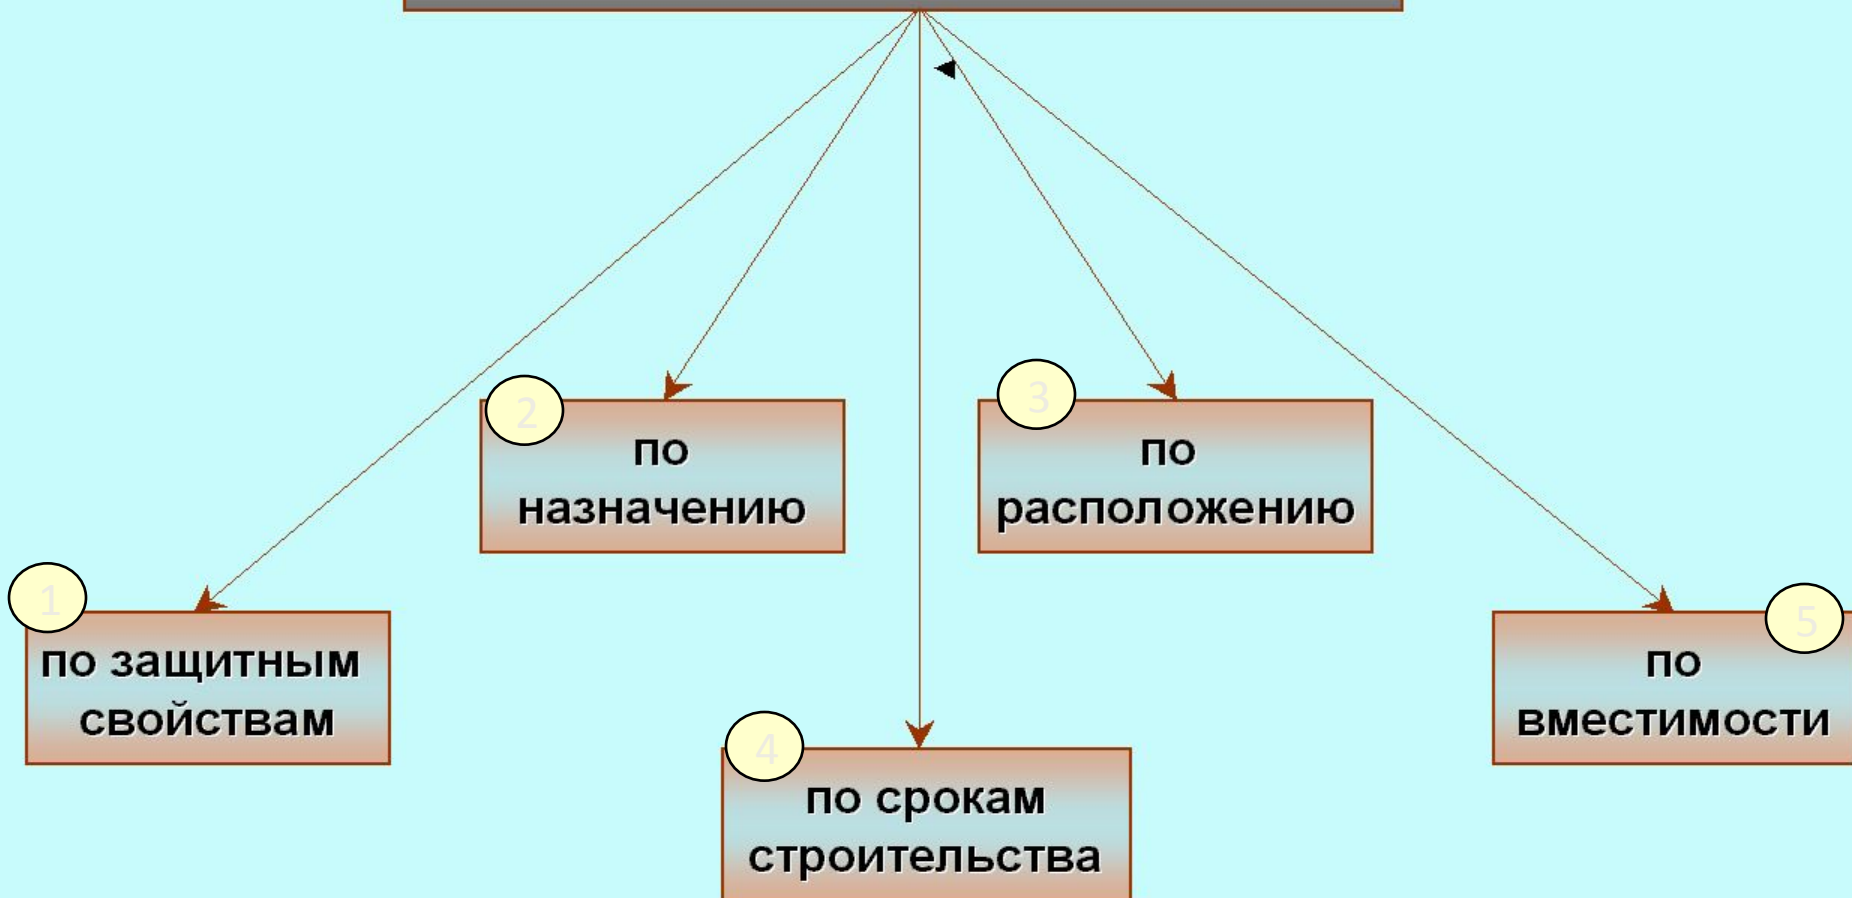 2
по
назначению
3
по
расположению
1
по защитным
свойствам
5
по
вместимости
4
по срокам
строительства